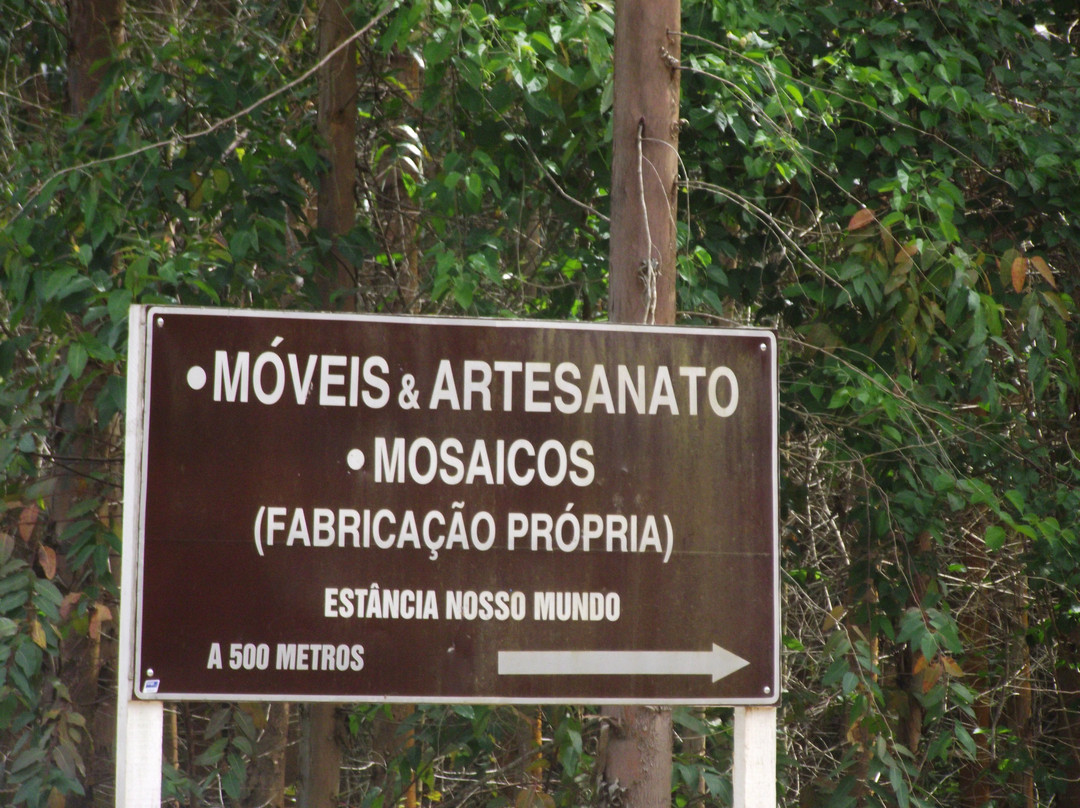 •MÓVEIS & ARTESANATO
•MOSAICOS
(FABRICAÇÃO PRÓPRIA)
ESTÂNCIA NOSSO MUNDO
A 500 METROS